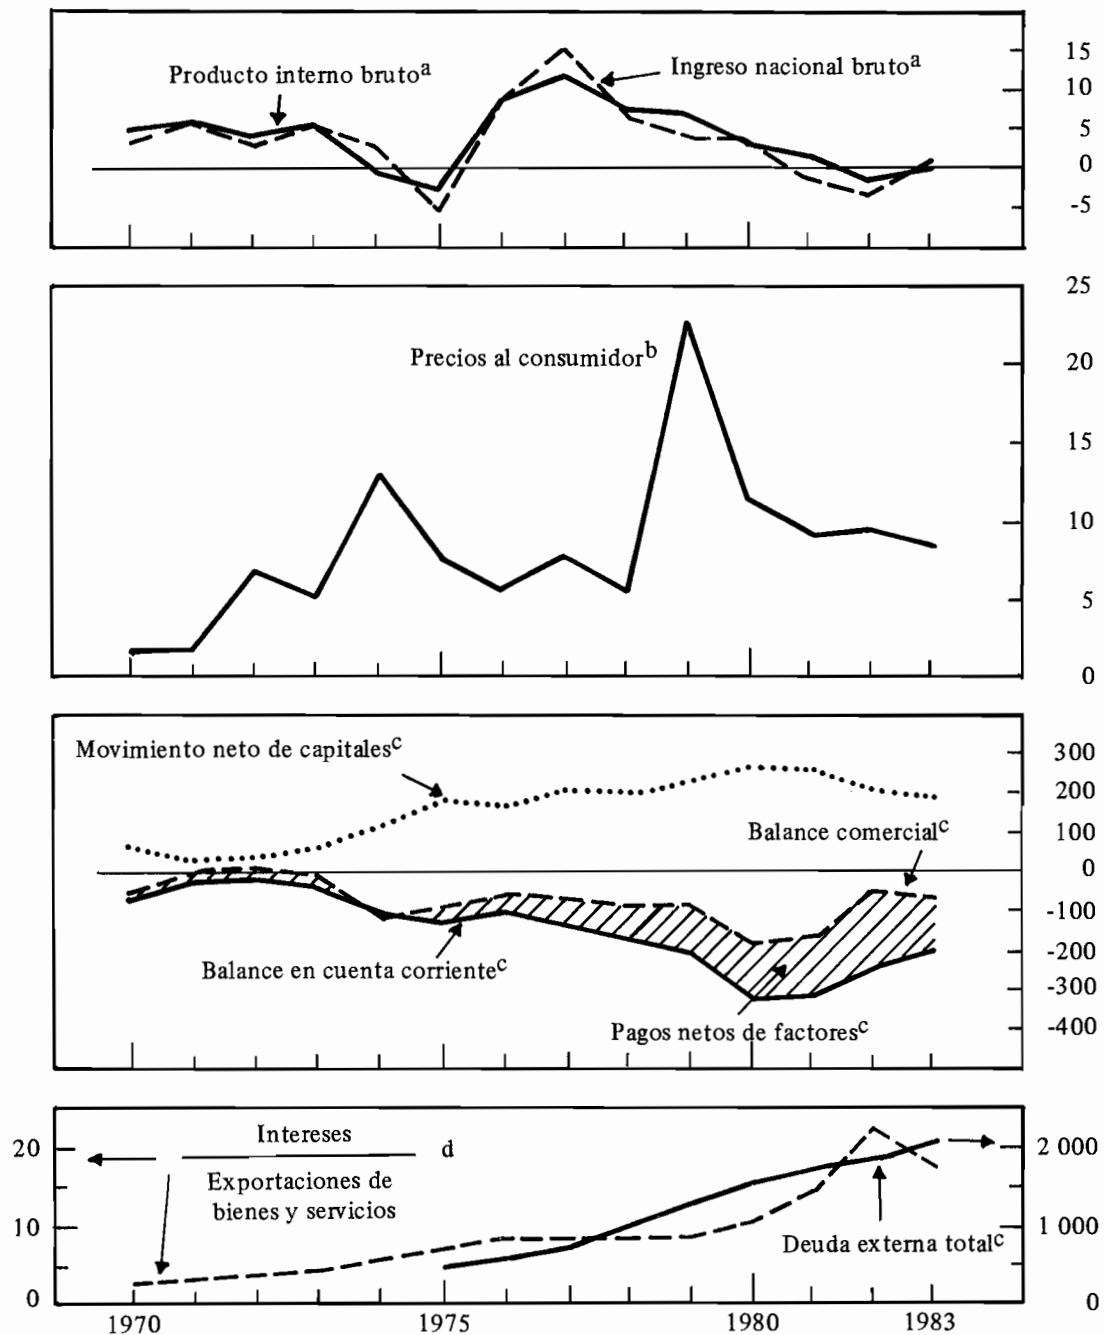 Producto interno bruto^a
Ingreso nacional bruto^a
15
10
5
0
-5
Precios al consumidor^b
25
20
15
10
5
0
Movimiento neto de capitales^c
Balance comercial^c
Balance en cuenta corriente^c
Pagos netos de factores^c
300
200
100
0
-100
-200
-300
-400
Intereses
d
Exportaciones de
bienes y servicios
Deuda externa total^c
20
10
0
2 000
1 000
0
1970
1975
1980
1983